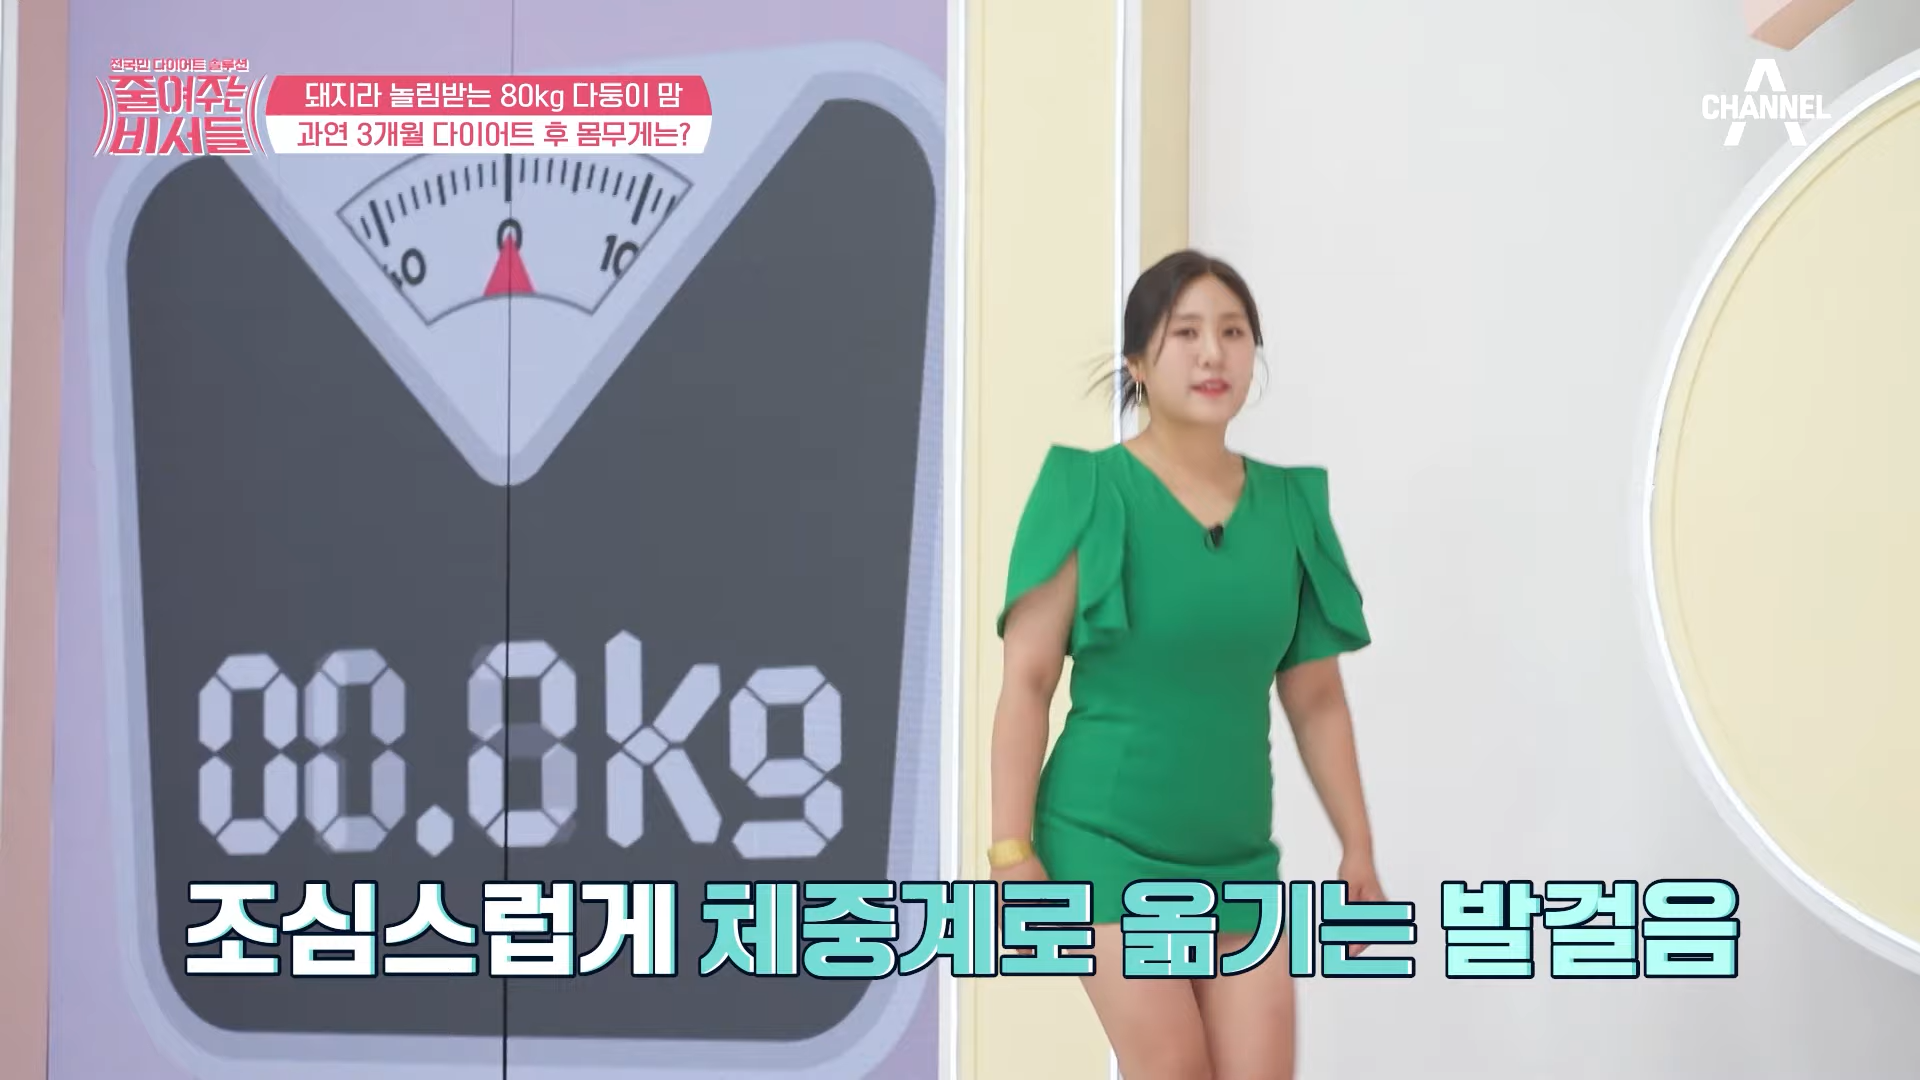 전국민 다이어트 솔루션
줄여주는
비서들
돼지라 놀림받는 80kg 다둥이 맘
과연 3개월 다이어트 후 몸무게는?
CHANNEL A
0 10
00.8kg
조심스럽게 체중계로 옮기는 발걸음